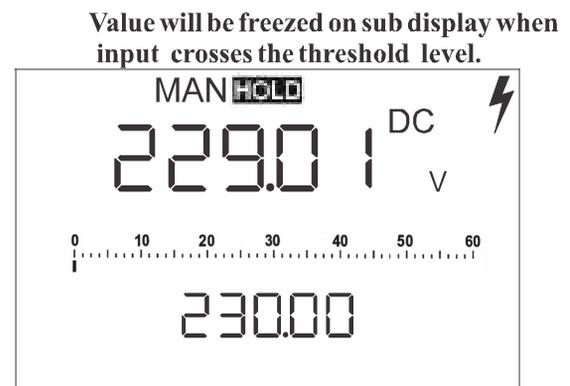 Value will be freezed on sub display when
input crosses the threshold level.
MAN HOLD
229.01 DC
V
0 10 20 30 40 50 60
230.00